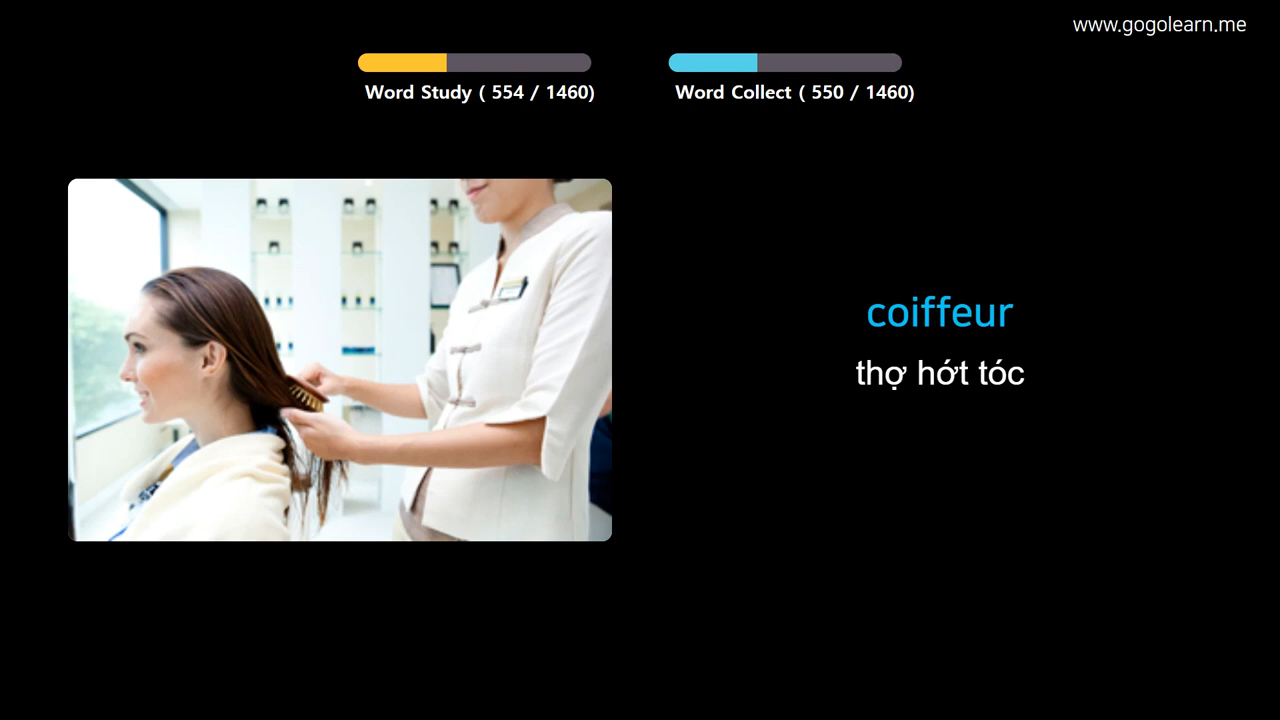 www.gogolearn.me
Word Study ( 554 / 1460)
Word Collect ( 550 / 1460)
coiffeur
thợ hớt tóc